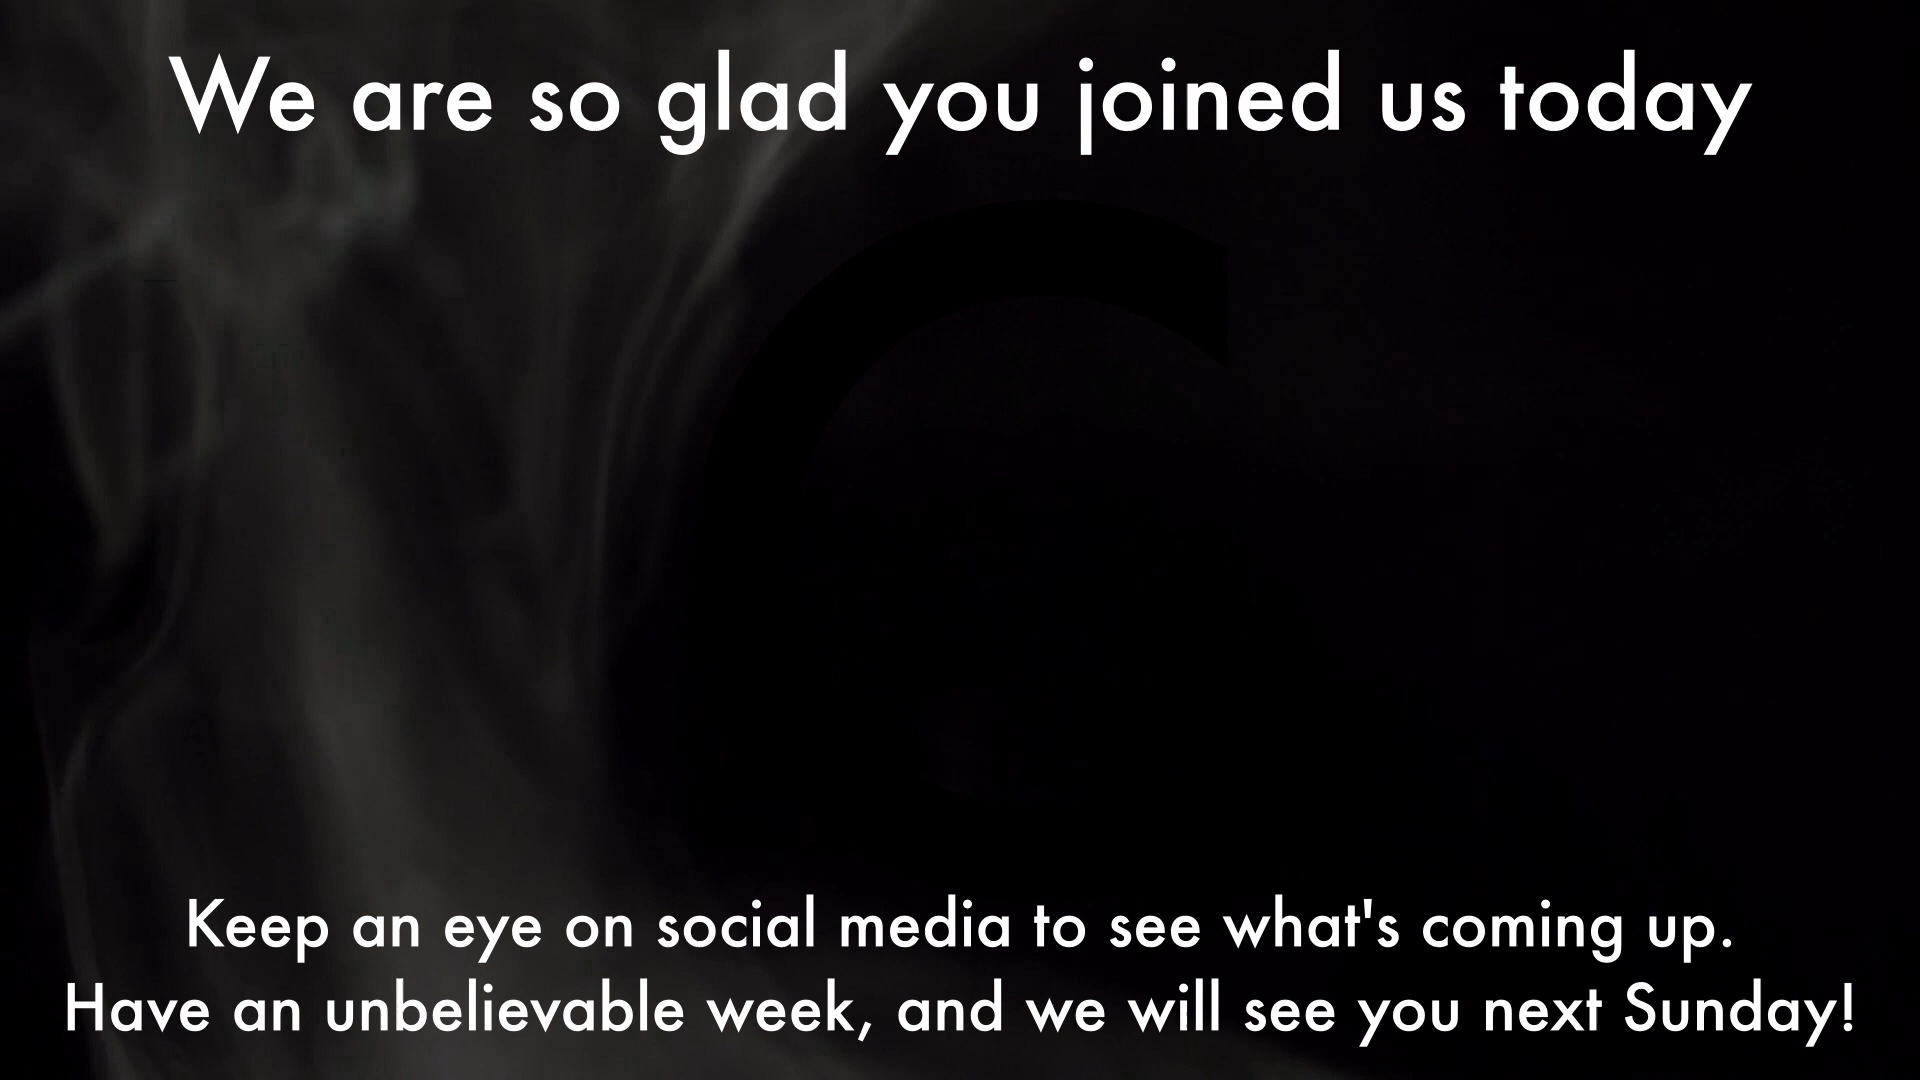 We are so glad you joined us today
Keep an eye on social media to see what's coming up.
Have an unbelievable week, and we will see you next Sunday!